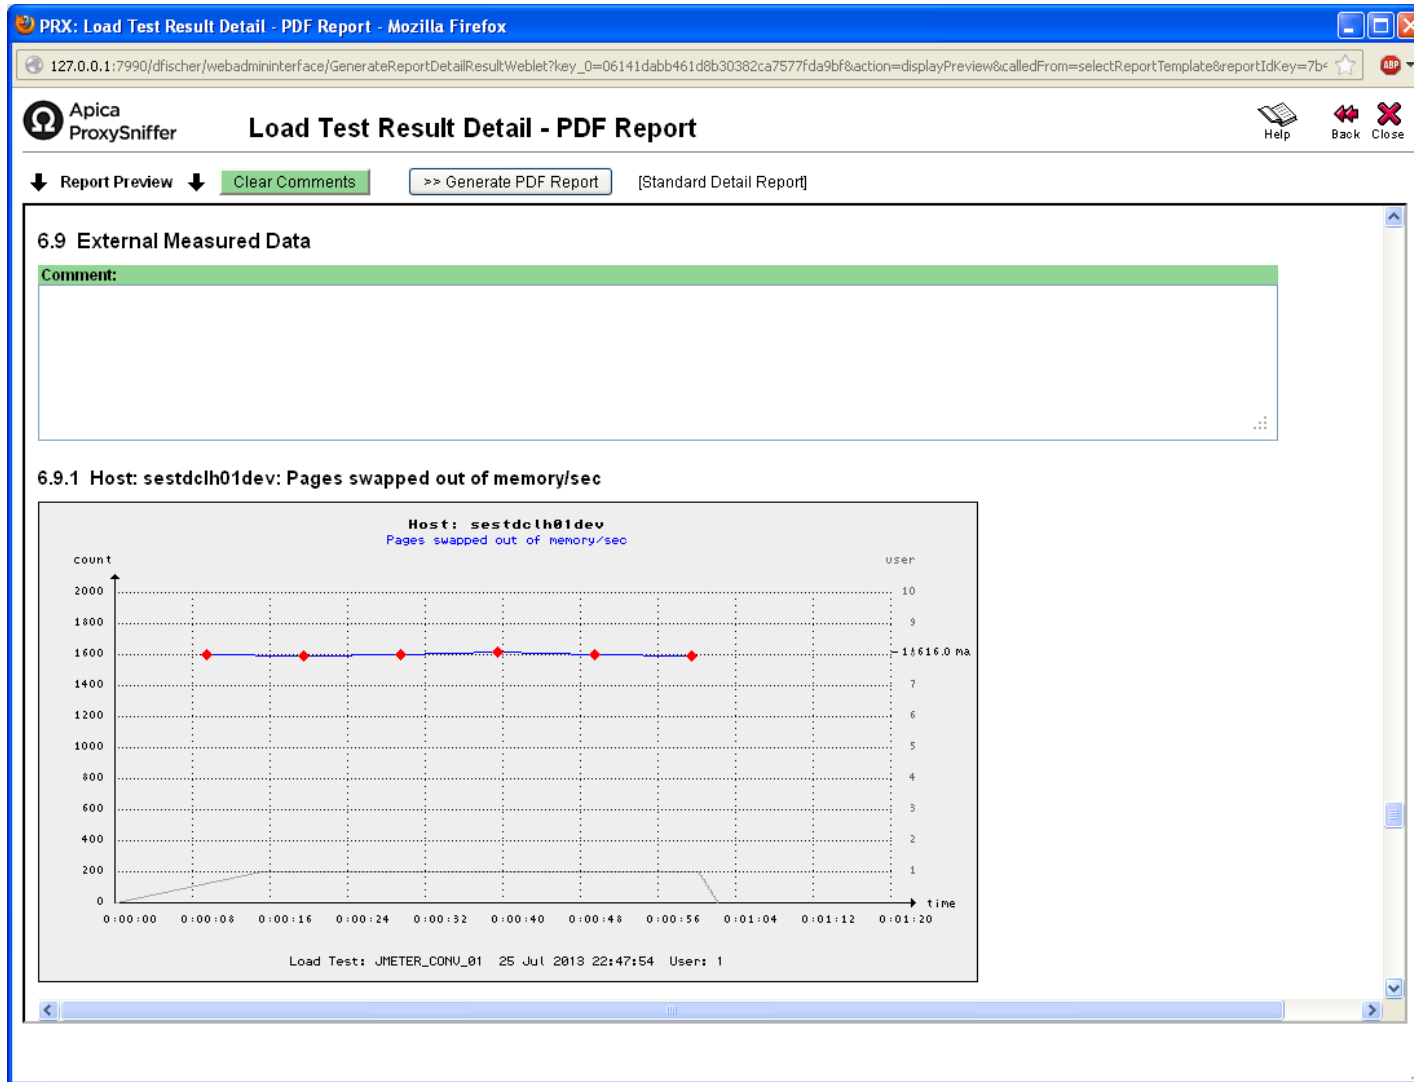 PRX: Load Test Result Detail - PDF Report - Mozilla Firefox
127.0.0.1:7990/dfischer/webadmininterface/GenerateReportDetailResultWeblet?key_0=06141dabb461d8b30382ca7577fda9bf&action=displayPreview&calledFrom=selectReportTemplate&reportIdKey=7b
ABP
Apica
ProxySniffer
Load Test Result Detail - PDF Report
Help
Back
Close
Report Preview
Clear Comments
>> Generate PDF Report
[Standard Detail Report]
6.9 External Measured Data
Comment:
6.9.1 Host: sestdclh01dev: Pages swapped out of memory/sec
Host: sestdclh01dev
Pages swapped out of memory/sec
count
user
2000
10
1800
9
1600
1616.0 ma
1400
7
1200
6
1000
5
800
4
600
3
400
2
200
1
0
time
0:00:00 0:00:08 0:00:16 0:00:24 0:00:32 0:00:40 0:00:48 0:00:56 0:01:04 0:01:12 0:01:20
Load Test: JMETER_CONV_01 25 Jul 2013 22:47:54 User: 1